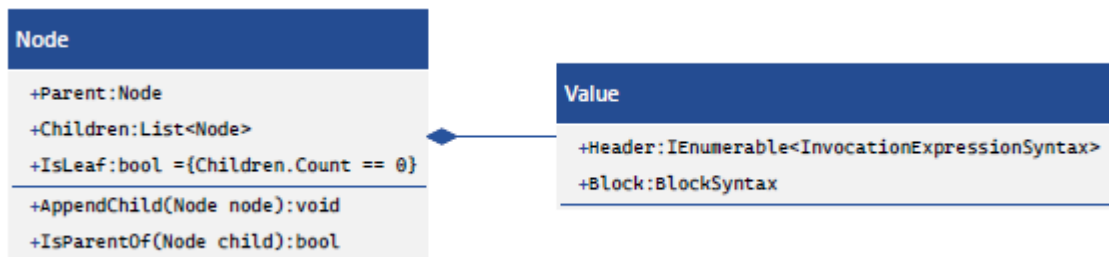 Node
+Parent:Node
+Children:List<Node>
+IsLeaf:bool ={Children.Count == 0}
+AppendChild(Node node):void
+IsParentOf(Node child):bool
Value
+Header:IEnumerable<InvocationExpressionSyntax>
+Block:BlockSyntax